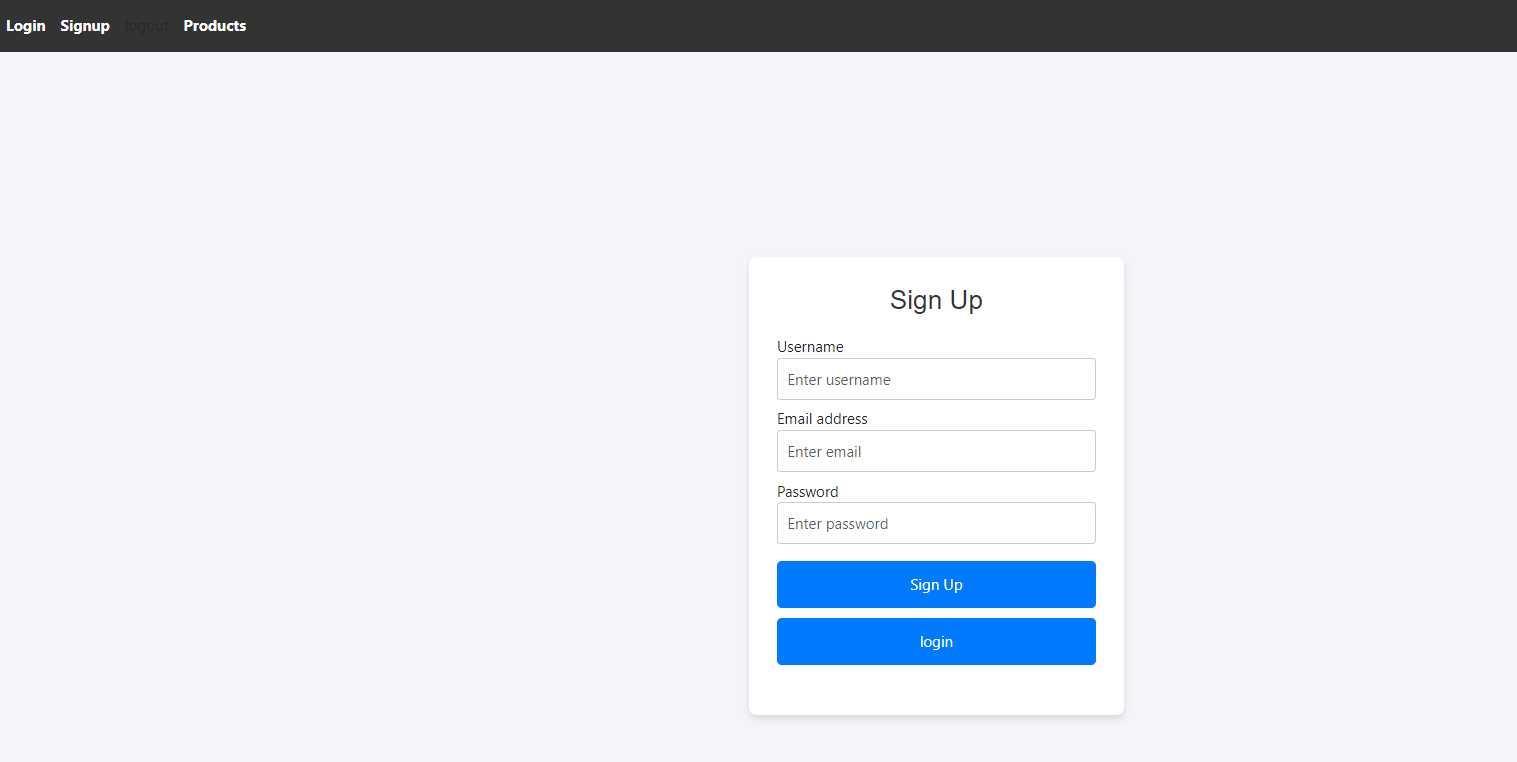 Login Signup logout Products
Sign Up
Username
Enter username
Email address
Enter email
Password
Enter password
Sign Up
login